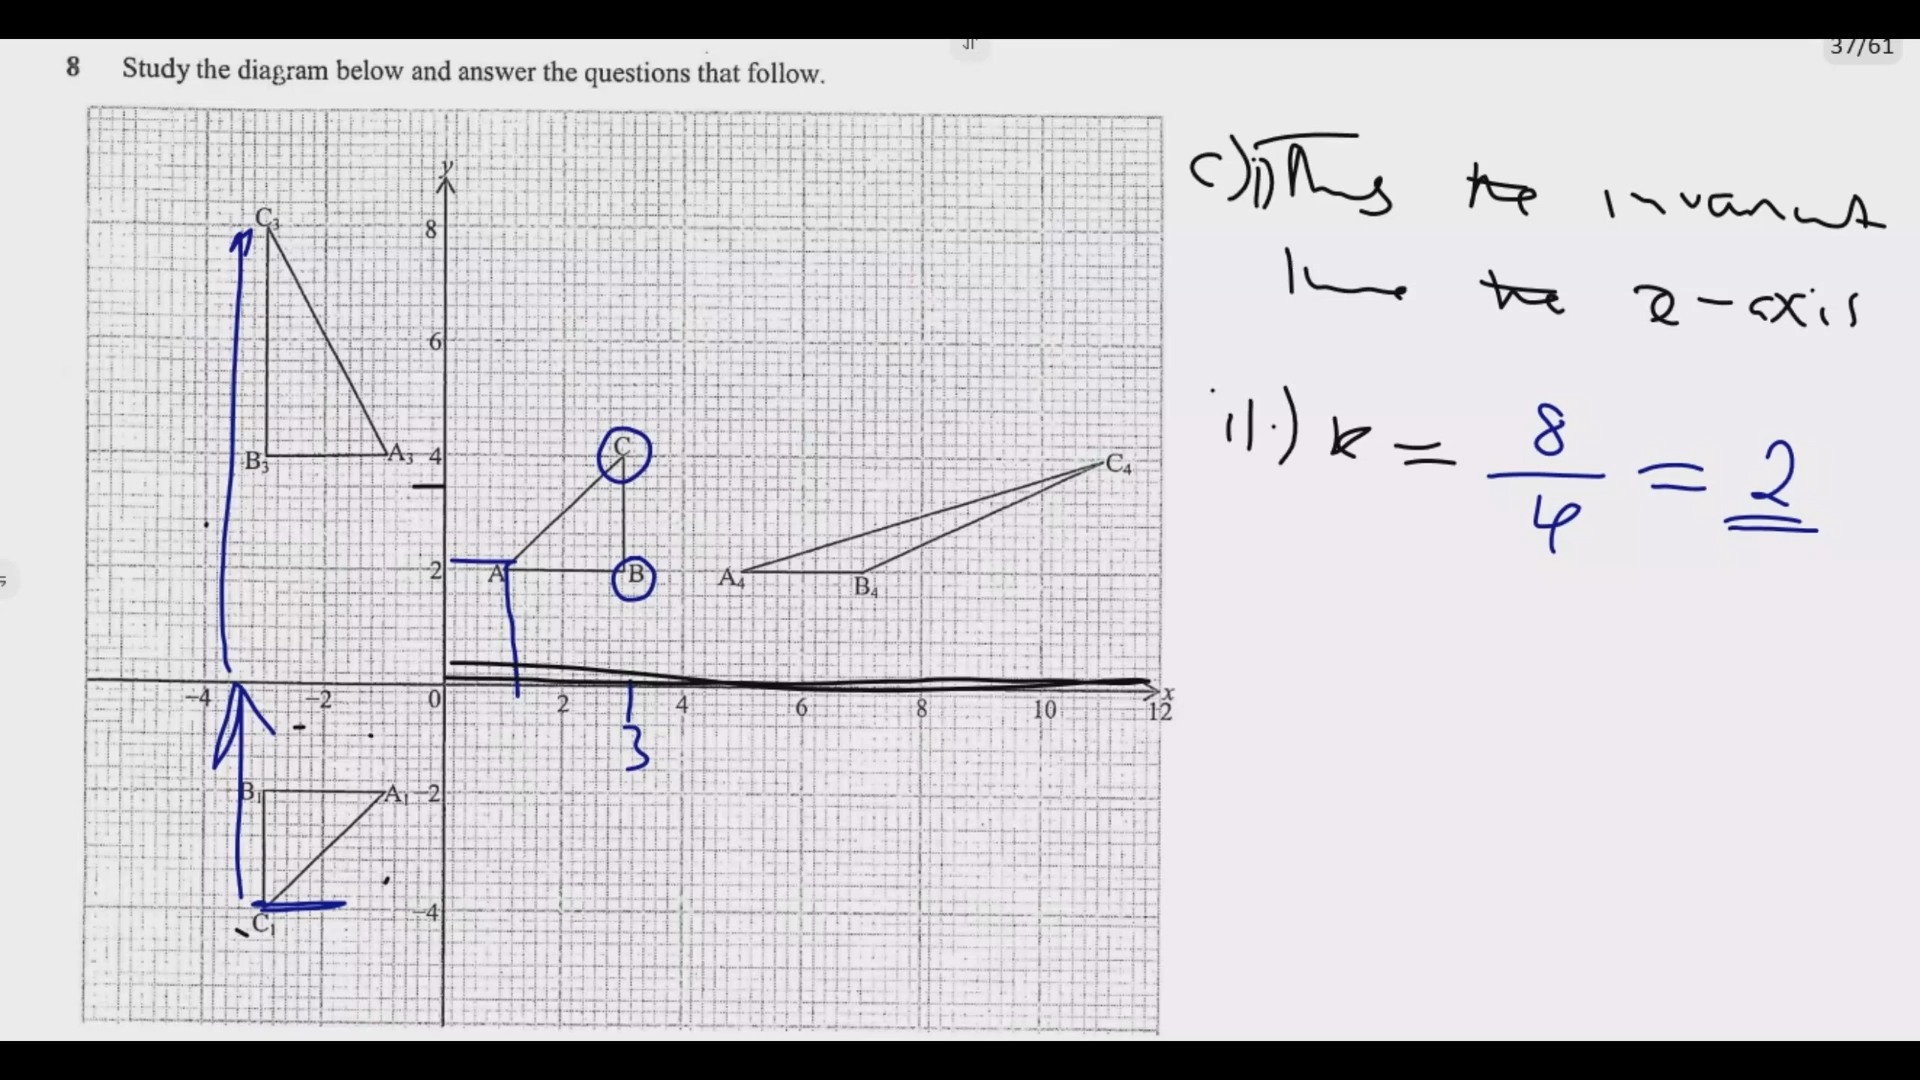 37/61
8 Study the diagram below and answer the questions that follow.
y
C₃
8
6
B₃
A₃
4
C
C₄
2
A
B
A₄
B₄
-4
-2
0
2
4
6
8
10
12
x
3
B₁
A₁
-2
-4
C₁
c)i) Thus the invariant
line the x-axis
ii.) k = 8/4 = 2